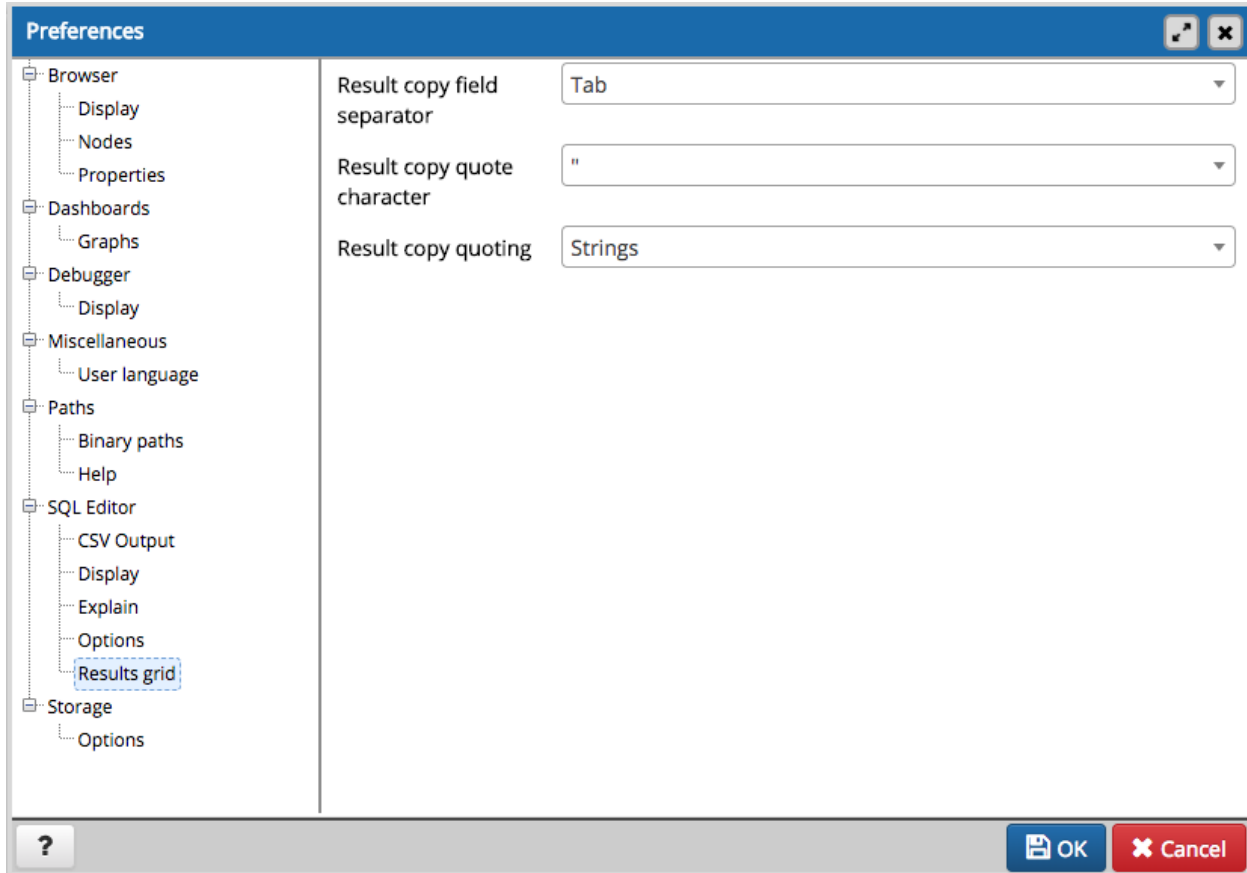 Preferences
Browser
Display
Nodes
Properties
Dashboards
Graphs
Debugger
Display
Miscellaneous
User language
Paths
Binary paths
Help
SQL Editor
CSV Output
Display
Explain
Options
Results grid
Storage
Options
Result copy field
separator
Tab
Result copy quote
character
"
Result copy quoting
Strings
?
OK
Cancel